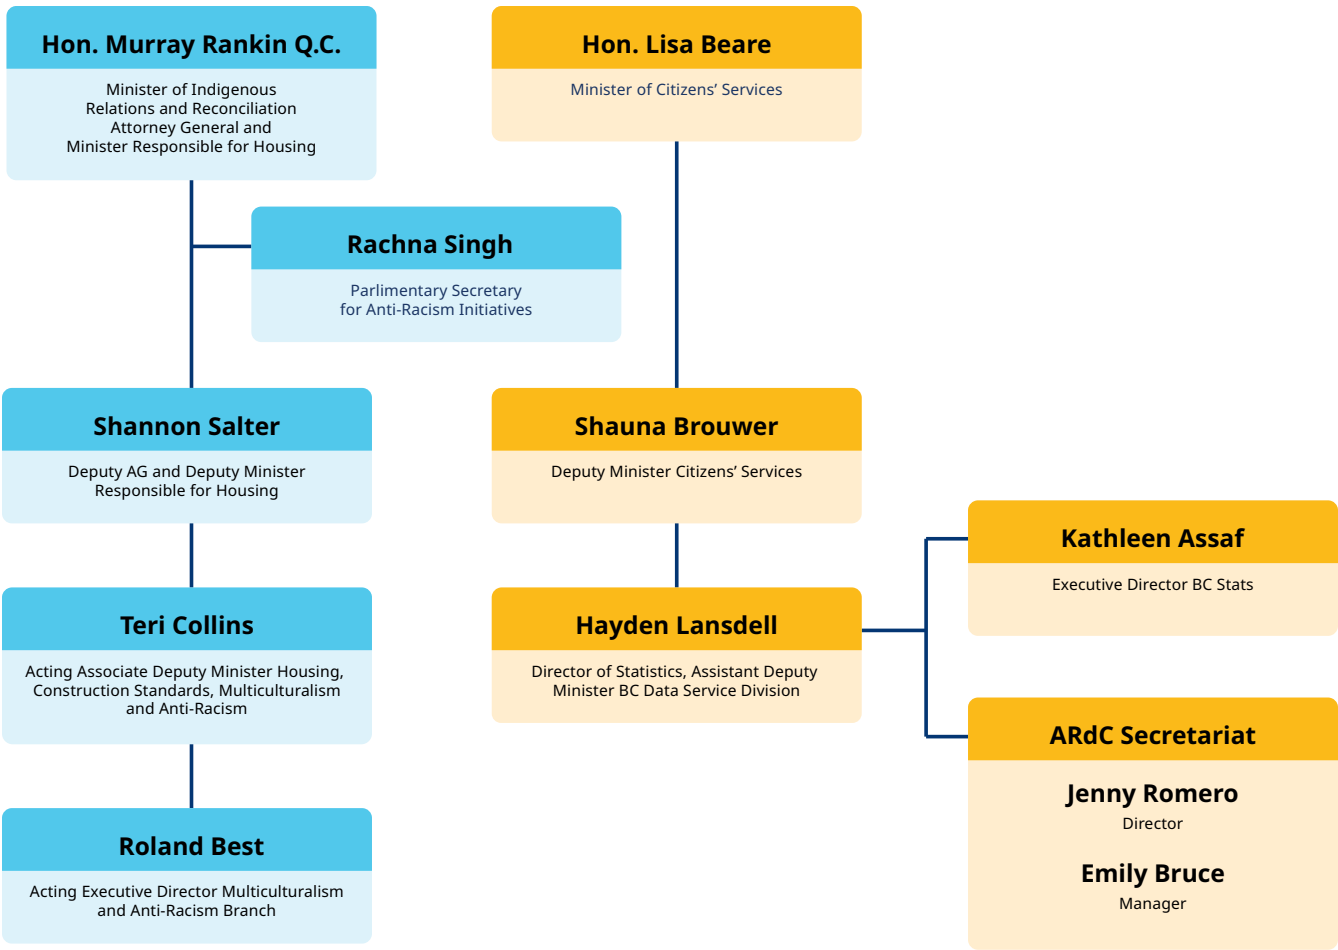 Hon. Murray Rankin Q.C.
Minister of Indigenous
Relations and Reconciliation
Attorney General and
Minister Responsible for Housing
Hon. Lisa Beare
Minister of Citizens’ Services
Rachna Singh
Parlimentary Secretary
for Anti-Racism Initiatives
Shannon Salter
Deputy AG and Deputy Minister
Responsible for Housing
Shauna Brouwer
Deputy Minister Citizens’ Services
Teri Collins
Acting Associate Deputy Minister Housing,
Construction Standards, Multiculturalism
and Anti-Racism
Hayden Lansdell
Director of Statistics, Assistant Deputy
Minister BC Data Service Division
Kathleen Assaf
Executive Director BC Stats
ARdC Secretariat
Jenny Romero
Director
Emily Bruce
Manager
Roland Best
Acting Executive Director Multiculturalism
and Anti-Racism Branch